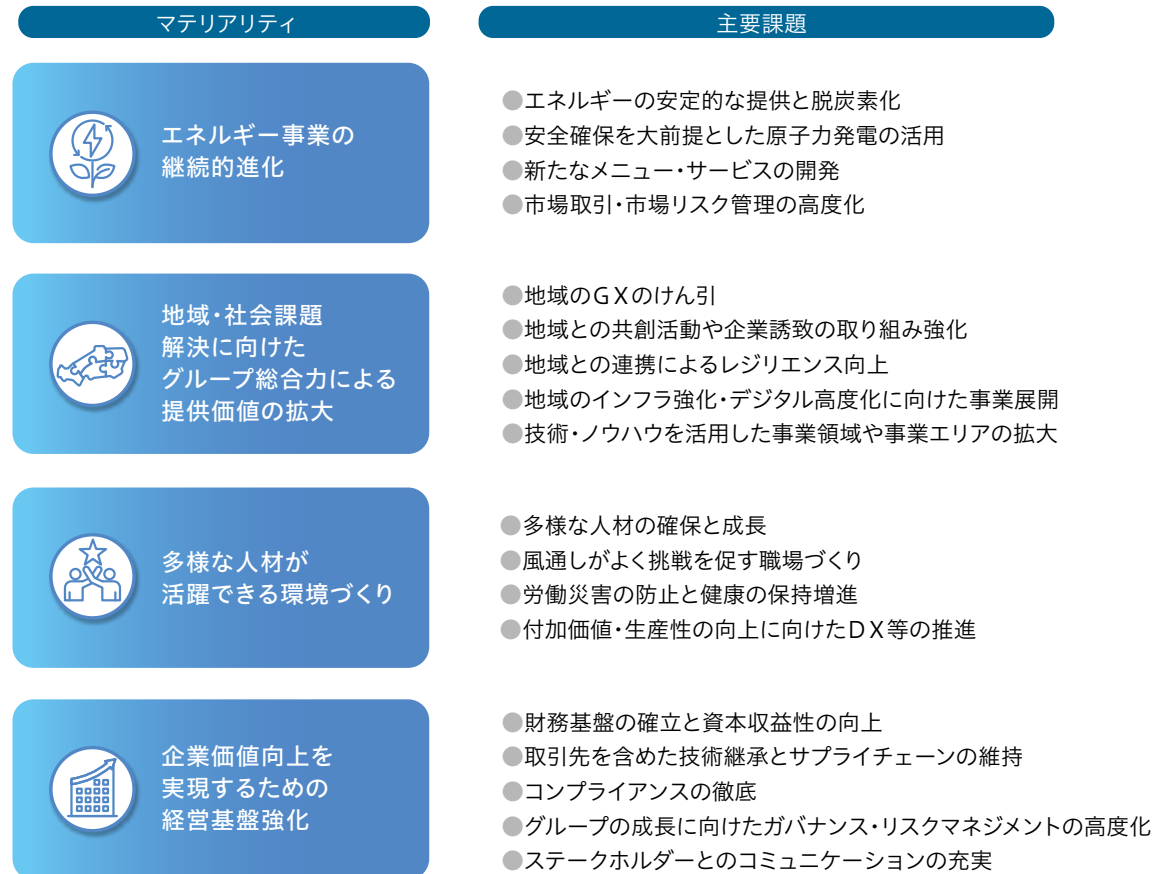 マテリアリティ
主要課題
エネルギー事業の
継続的進化
●エネルギーの安定的な提供と脱炭素化
●安全確保を大前提とした原子力発電の活用
●新たなメニュー・サービスの開発
●市場取引・市場リスク管理の高度化
地域・社会課題
解決に向けた
グループ総合力による
提供価値の拡大
●地域のGXのけん引
●地域との共創活動や企業誘致の取り組み強化
●地域との連携によるレジリエンス向上
●地域のインフラ強化・デジタル高度化に向けた事業展開
●技術・ノウハウを活用した事業領域や事業エリアの拡大
多様な人材が
活躍できる環境づくり
●多様な人材の確保と成長
●風通しがよく挑戦を促す職場づくり
●労働災害の防止と健康の保持増進
●付加価値・生産性の向上に向けたDX等の推進
企業価値向上を
実現するための
経営基盤強化
●財務基盤の確立と資本収益性の向上
●取引先を含めた技術継承とサプライチェーンの維持
●コンプライアンスの徹底
●グループの成長に向けたガバナンス・リスクマネジメントの高度化
●ステークホルダーとのコミュニケーションの充実